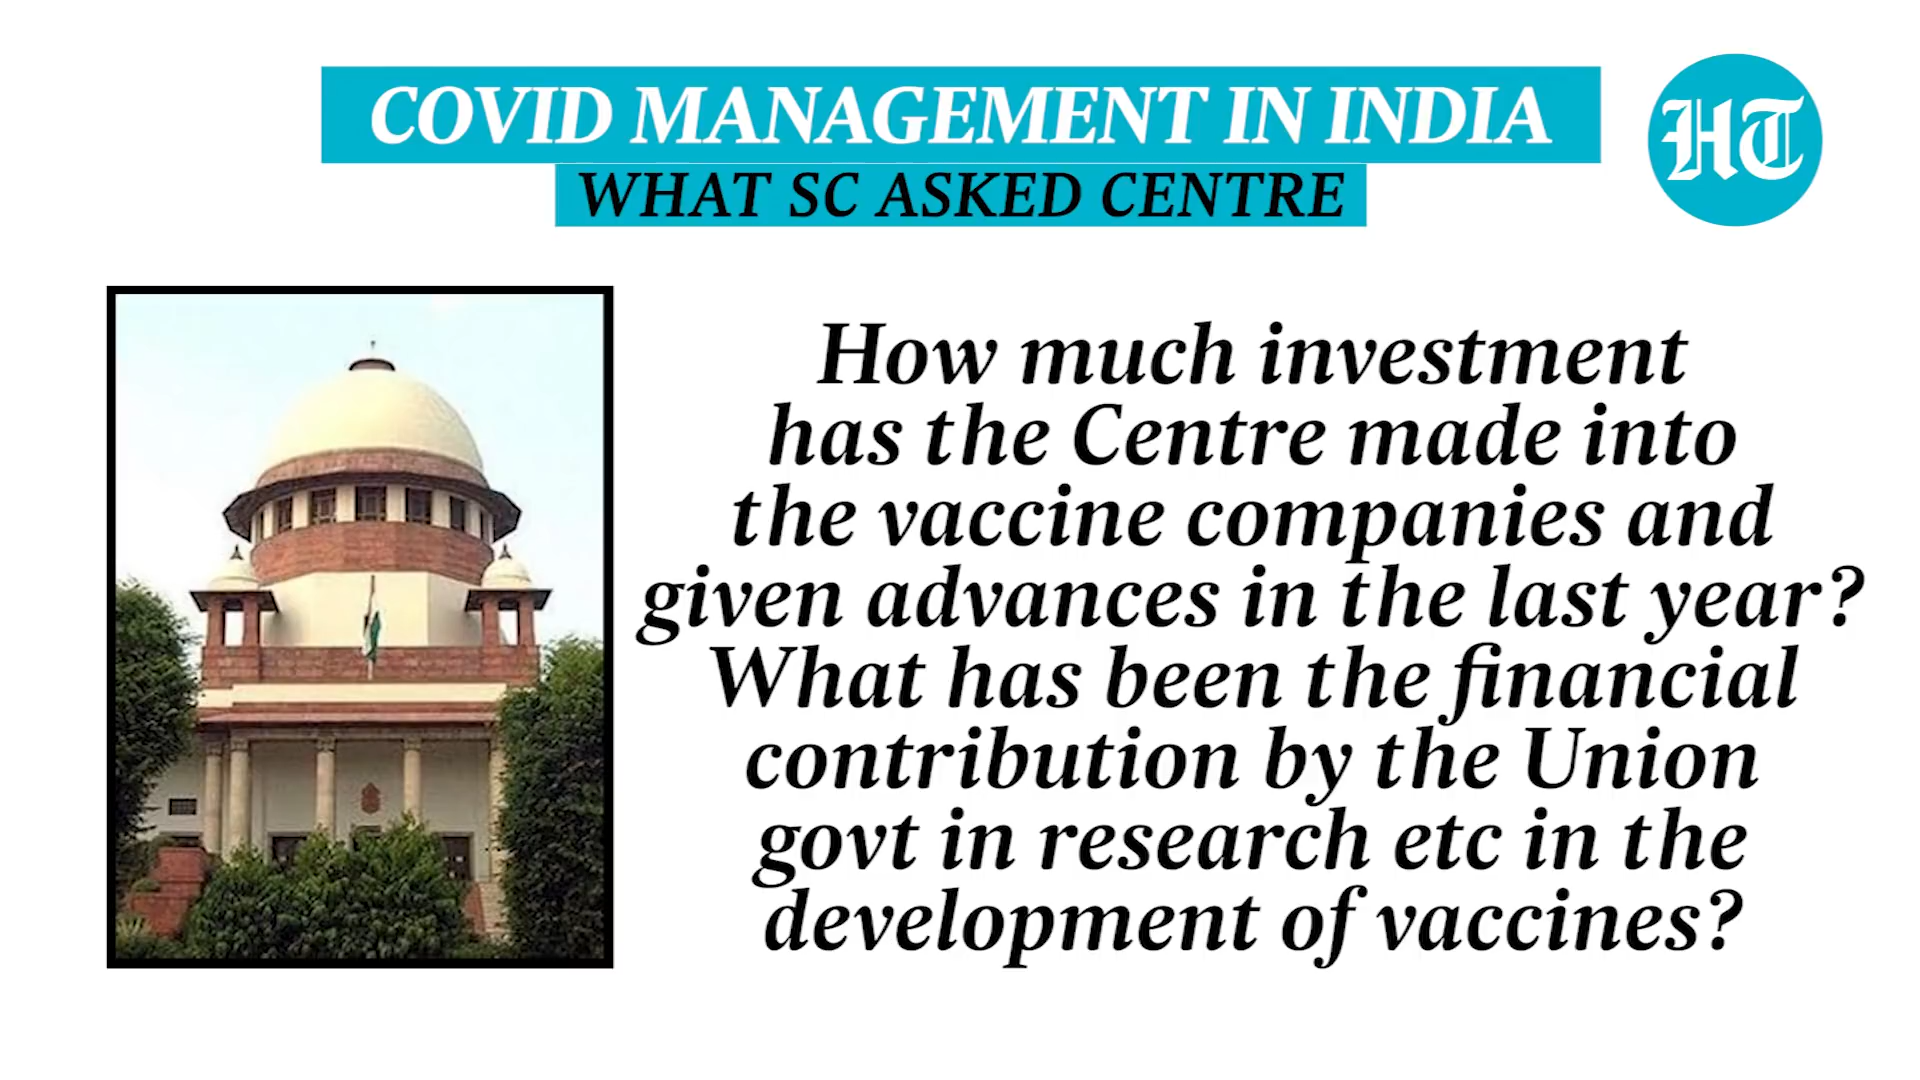 COVID MANAGEMENT IN INDIA
HT
WHAT SC ASKED CENTRE
How much investment
has the Centre made into
the vaccine companies and
given advances in the last year?
What has been the financial
contribution by the Union
govt in research etc in the
development of vaccines?